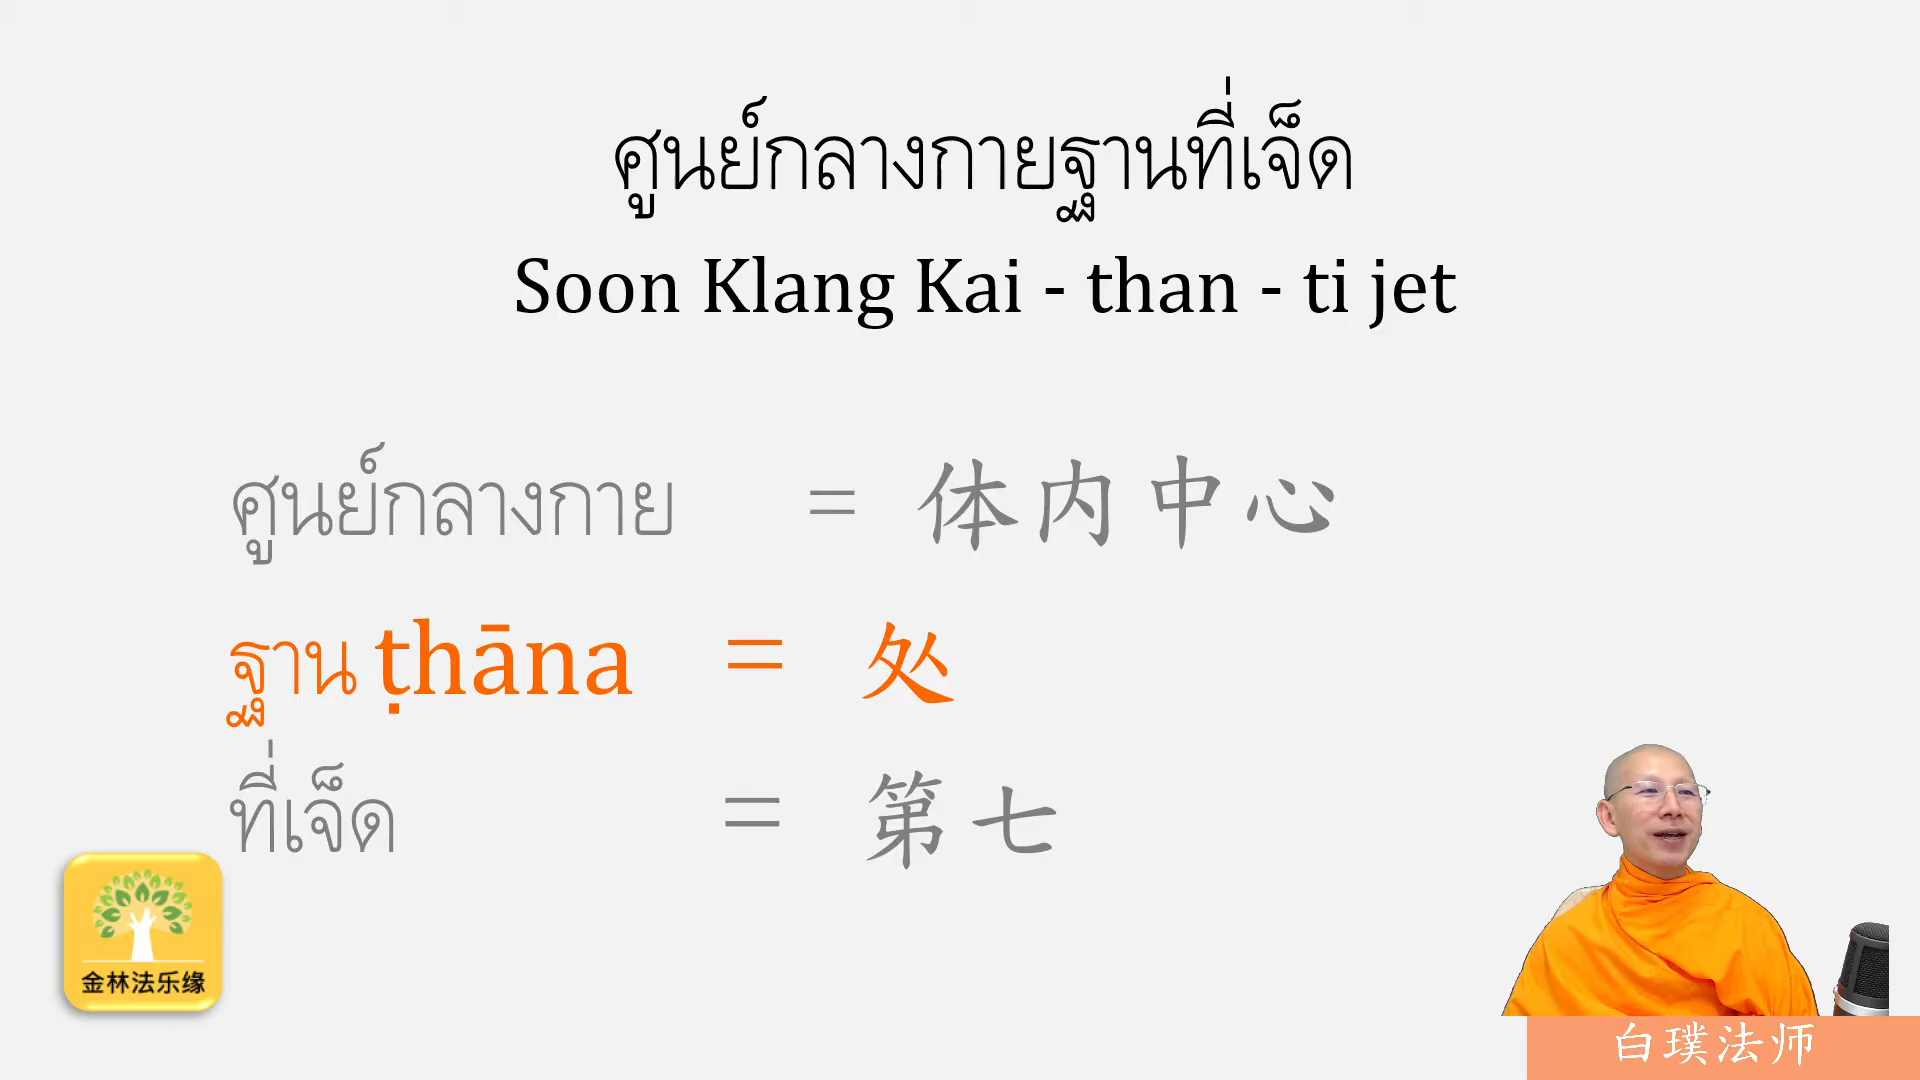 ศูนย์กลางกายฐานที่เจ็ด
Soon Klang Kai - than - ti jet
ศูนย์กลางกาย = 体内中心
ฐาน ṭhāna = 处
ที่เจ็ด = 第七
金林法乐缘
白璞法师